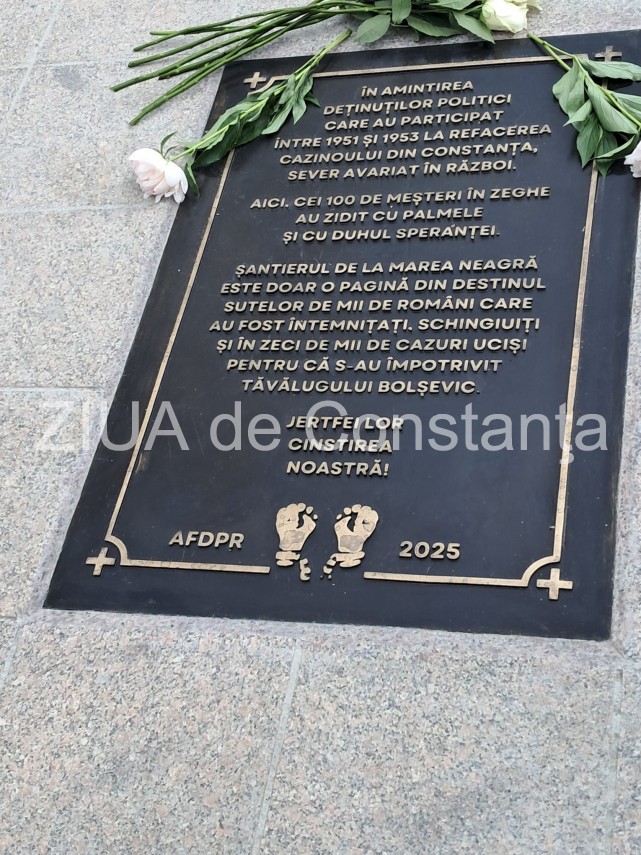 ÎN AMINTIREA
DEȚINUȚILOR POLITICI
CARE AU PARTICIPAT
ÎNTRE 1951 ȘI 1953 LA REFACEREA
CAZINOULUI DIN CONSTANȚA,
SEVER AVARIAT ÎN RĂZBOI.
AICI, CEI 100 DE MEȘTERI ÎN ZEGHE
AU ZIDIT CU PALMELE
ȘI CU DUHUL SPERANȚEI.
ȘANTIERUL DE LA MAREA NEAGRĂ
ESTE DOAR O PAGINĂ DIN DESTINUL
SUTELOR DE MII DE ROMÂNI CARE
AU FOST ÎNTEMNIȚAȚI, SCHINGIUIȚI
ȘI ÎN ZECI DE MII DE CAZURI UCIȘI
PENTRU CĂ S-AU ÎMPOTRIVIT
TĂVĂLUGULUI BOLȘEVIC.
JERTFEI LOR
CINSTIREA
NOASTRĂ!
ZIUA de Constanța
AFDPR 2025